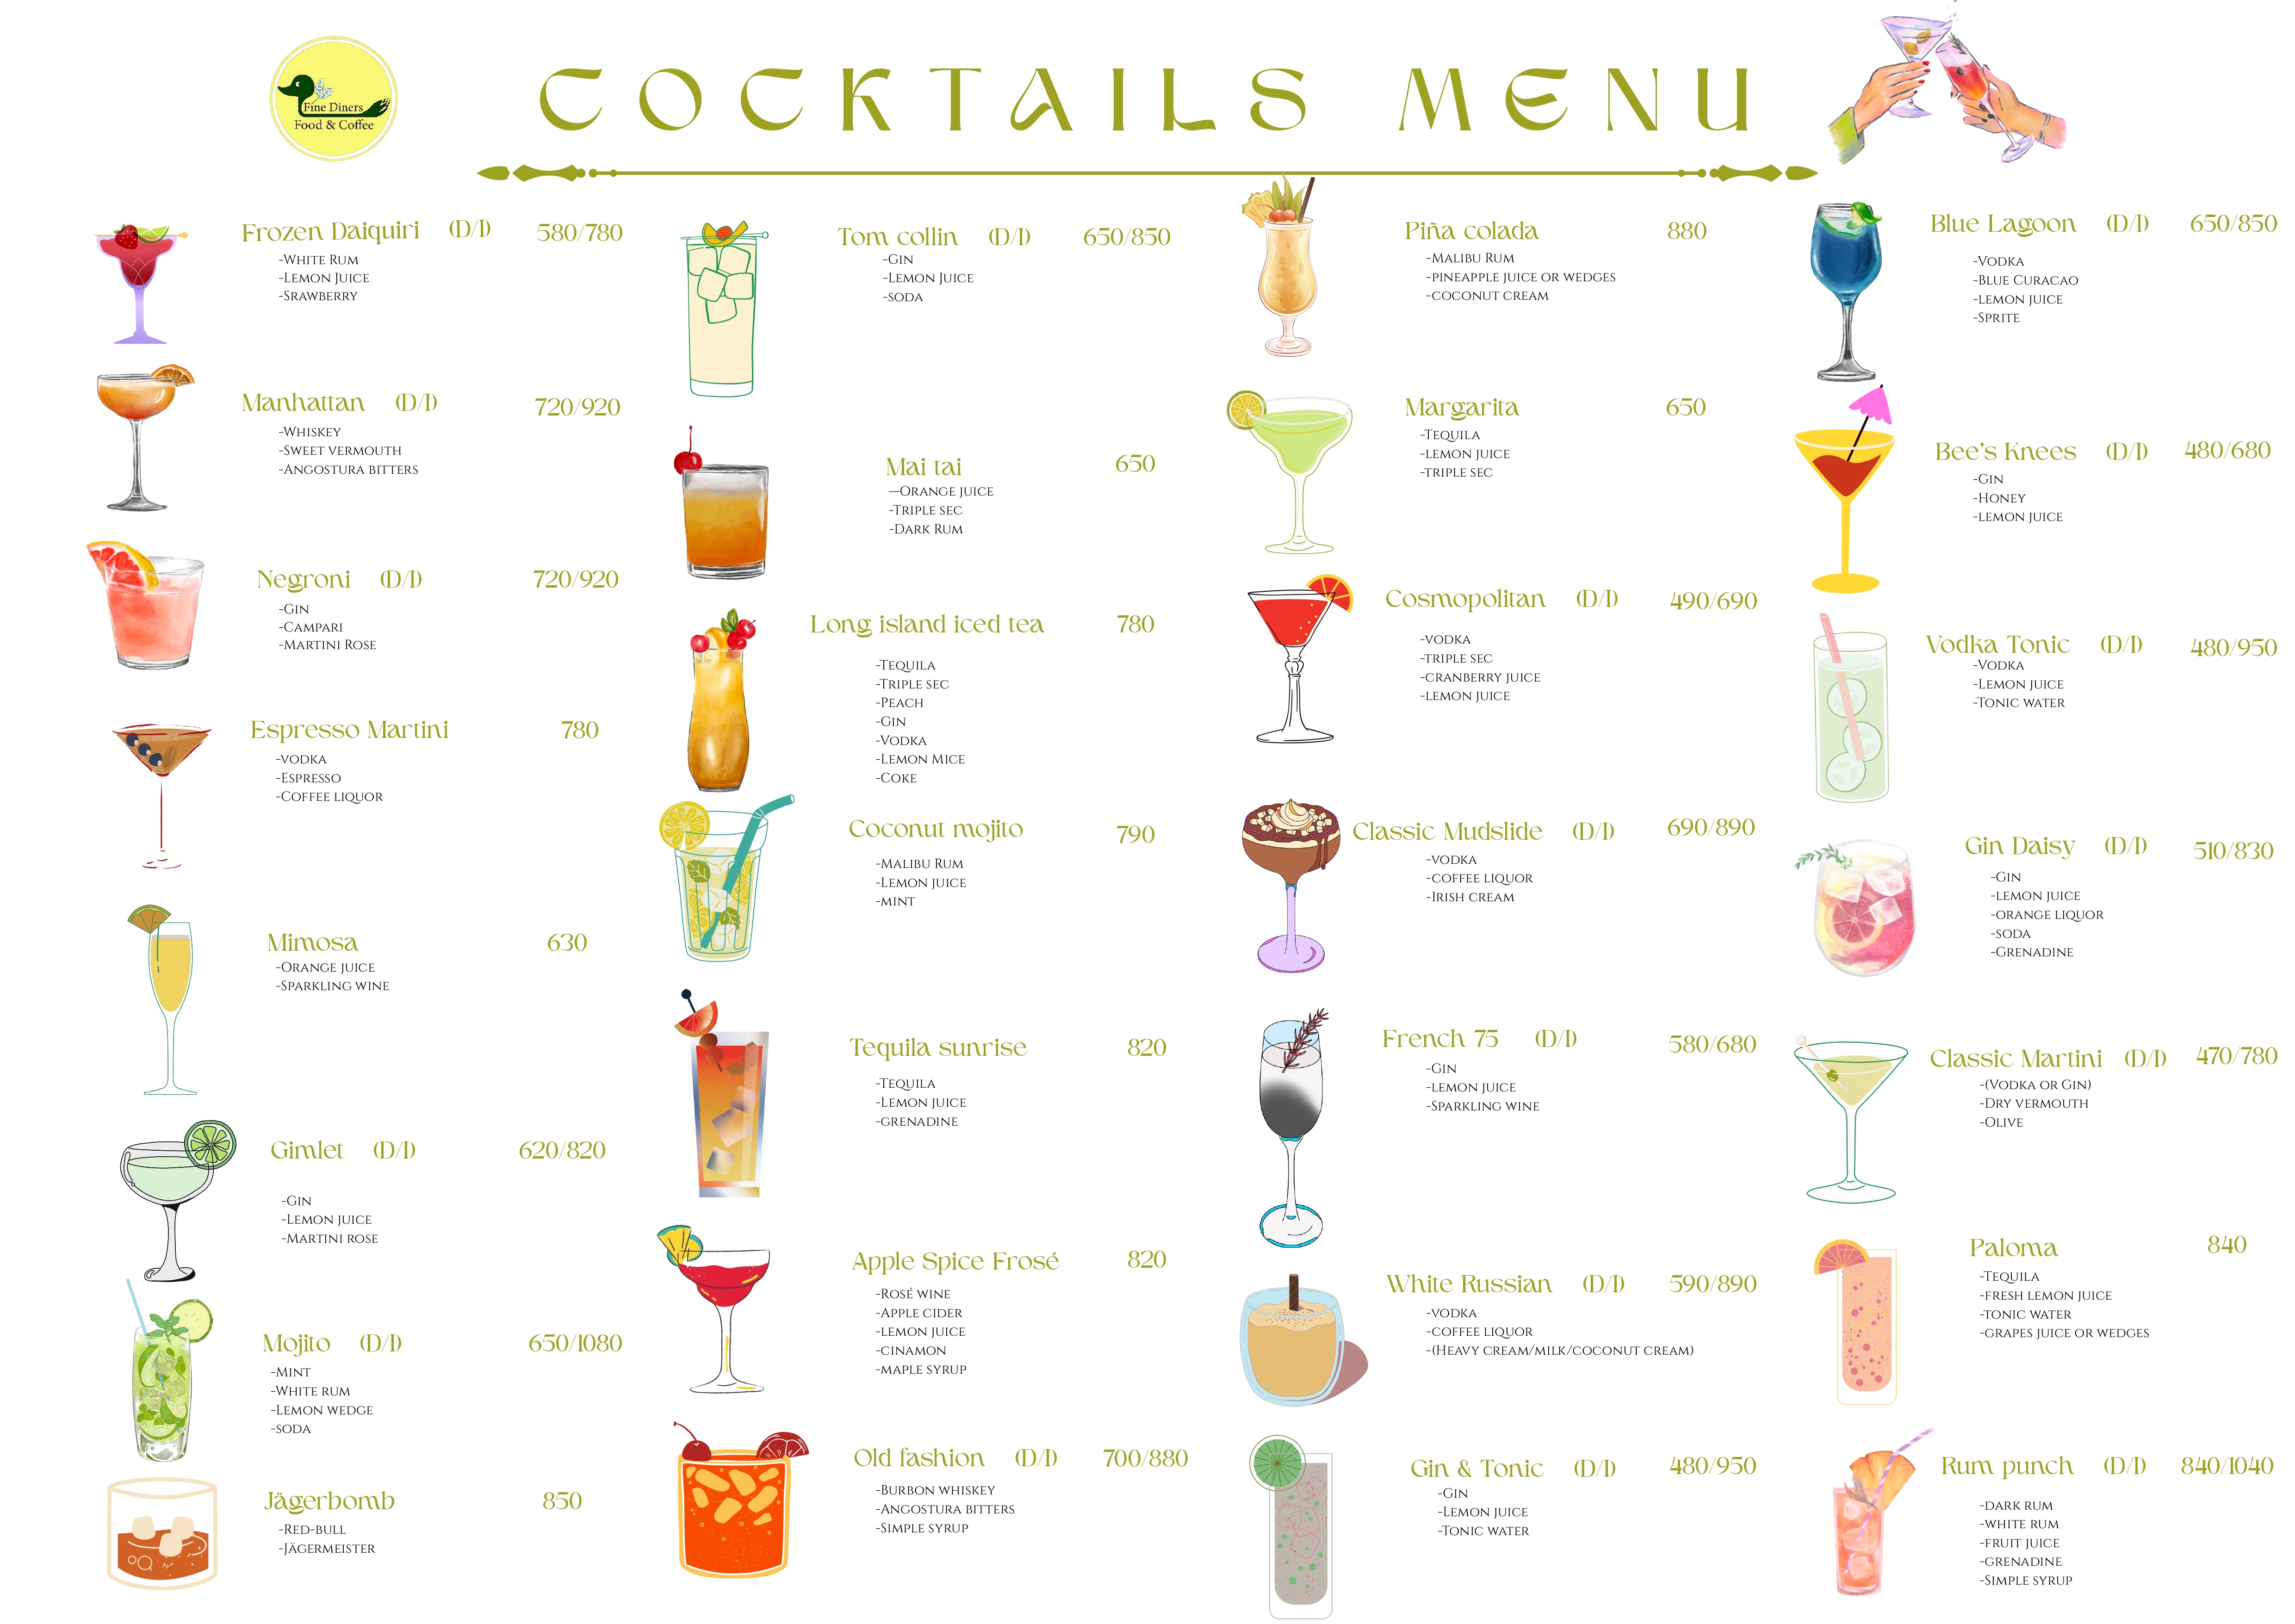 Fine Diners
Food & Coffee
COCKTAILS MENU
Frozen Daiquiri (D/I) 580/780
-White Rum
-Lemon Juice
-Srawberry
Manhattan (D/I) 720/920
-Whiskey
-Sweet vermouth
-Angostura bitters
Negroni (D/I) 720/920
-Gin
-Campari
-Martini Rose
Espresso Martini 780
-vodka
-Espresso
-Coffee liquor
Mimosa 630
-Orange juice
-Sparkling wine
Gimlet (D/I) 620/820
-Gin
-Lemon juice
-Martini rose
Mojito (D/I) 650/1080
-Mint
-White rum
-Lemon wedge
-soda
Jägerbomb 850
-Red-bull
-Jägermeister
Tom collin (D/I) 650/850
-Gin
-Lemon Juice
-soda
Mai tai 650
—Orange juice
-Triple sec
-Dark Rum
Long island iced tea 780
-Tequila
-Triple sec
-Peach
-Gin
-Vodka
-Lemon Mice
-Coke
Coconut mojito 790
-Malibu Rum
-Lemon juice
-mint
Tequila sunrise 820
-Tequila
-Lemon juice
-grenadine
Apple Spice Frosé 820
-Rosé wine
-Apple cider
-lemon juice
-cinamon
-maple syrup
Old fashion (D/I) 700/880
-Burbon whiskey
-Angostura bitters
-Simple syrup
Piña colada 880
-Malibu Rum
-pineapple juice or wedges
-coconut cream
Margarita 650
-Tequila
-lemon juice
-triple sec
Cosmopolitan (D/I) 490/690
-vodka
-triple sec
-cranberry juice
-lemon juice
Classic Mudslide (D/I) 690/890
-vodka
-coffee liquor
-Irish cream
French 75 (D/I) 580/680
-Gin
-lemon juice
-Sparkling wine
White Russian (D/I) 590/890
-vodka
-coffee liquor
-(Heavy cream/milk/coconut cream)
Gin & Tonic (D/I) 480/950
-Gin
-Lemon juice
-Tonic water
Blue Lagoon (D/I) 650/850
-Vodka
-Blue Curacao
-lemon juice
-Sprite
Bee's Knees (D/I) 480/680
-Gin
-Honey
-lemon juice
Vodka Tonic (D/I) 480/950
-Vodka
-Lemon juice
-Tonic water
Gin Daisy (D/I) 510/830
-Gin
-lemon juice
-orange liquor
-soda
-Grenadine
Classic Martini (D/I) 470/780
-(Vodka or Gin)
-Dry vermouth
-Olive
Paloma 840
-Tequila
-fresh lemon juice
-tonic water
-grapes juice or wedges
Rum punch (D/I) 840/1040
-dark rum
-white rum
-fruit juice
-grenadine
-simple syrup